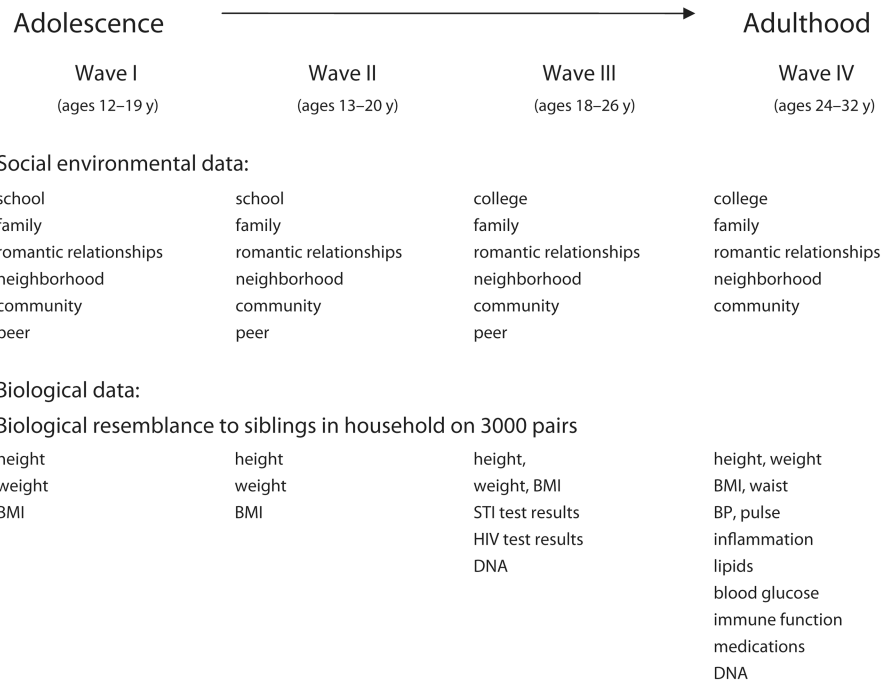 Adolescence Adulthood
Wave I Wave II Wave III Wave IV
(ages 12–19 y) (ages 13–20 y) (ages 18–26 y) (ages 24–32 y)
Social environmental data:
school school college college
family family family family
romantic relationships romantic relationships romantic relationships romantic relationships
neighborhood neighborhood neighborhood neighborhood
community community community community
peer peer peer
Biological data:
Biological resemblance to siblings in household on 3000 pairs
height height height, height, weight
weight weight weight, BMI BMI, waist
BMI BMI STI test results BP, pulse
HIV test results inflammation
DNA lipids
blood glucose
immune function
medications
DNA